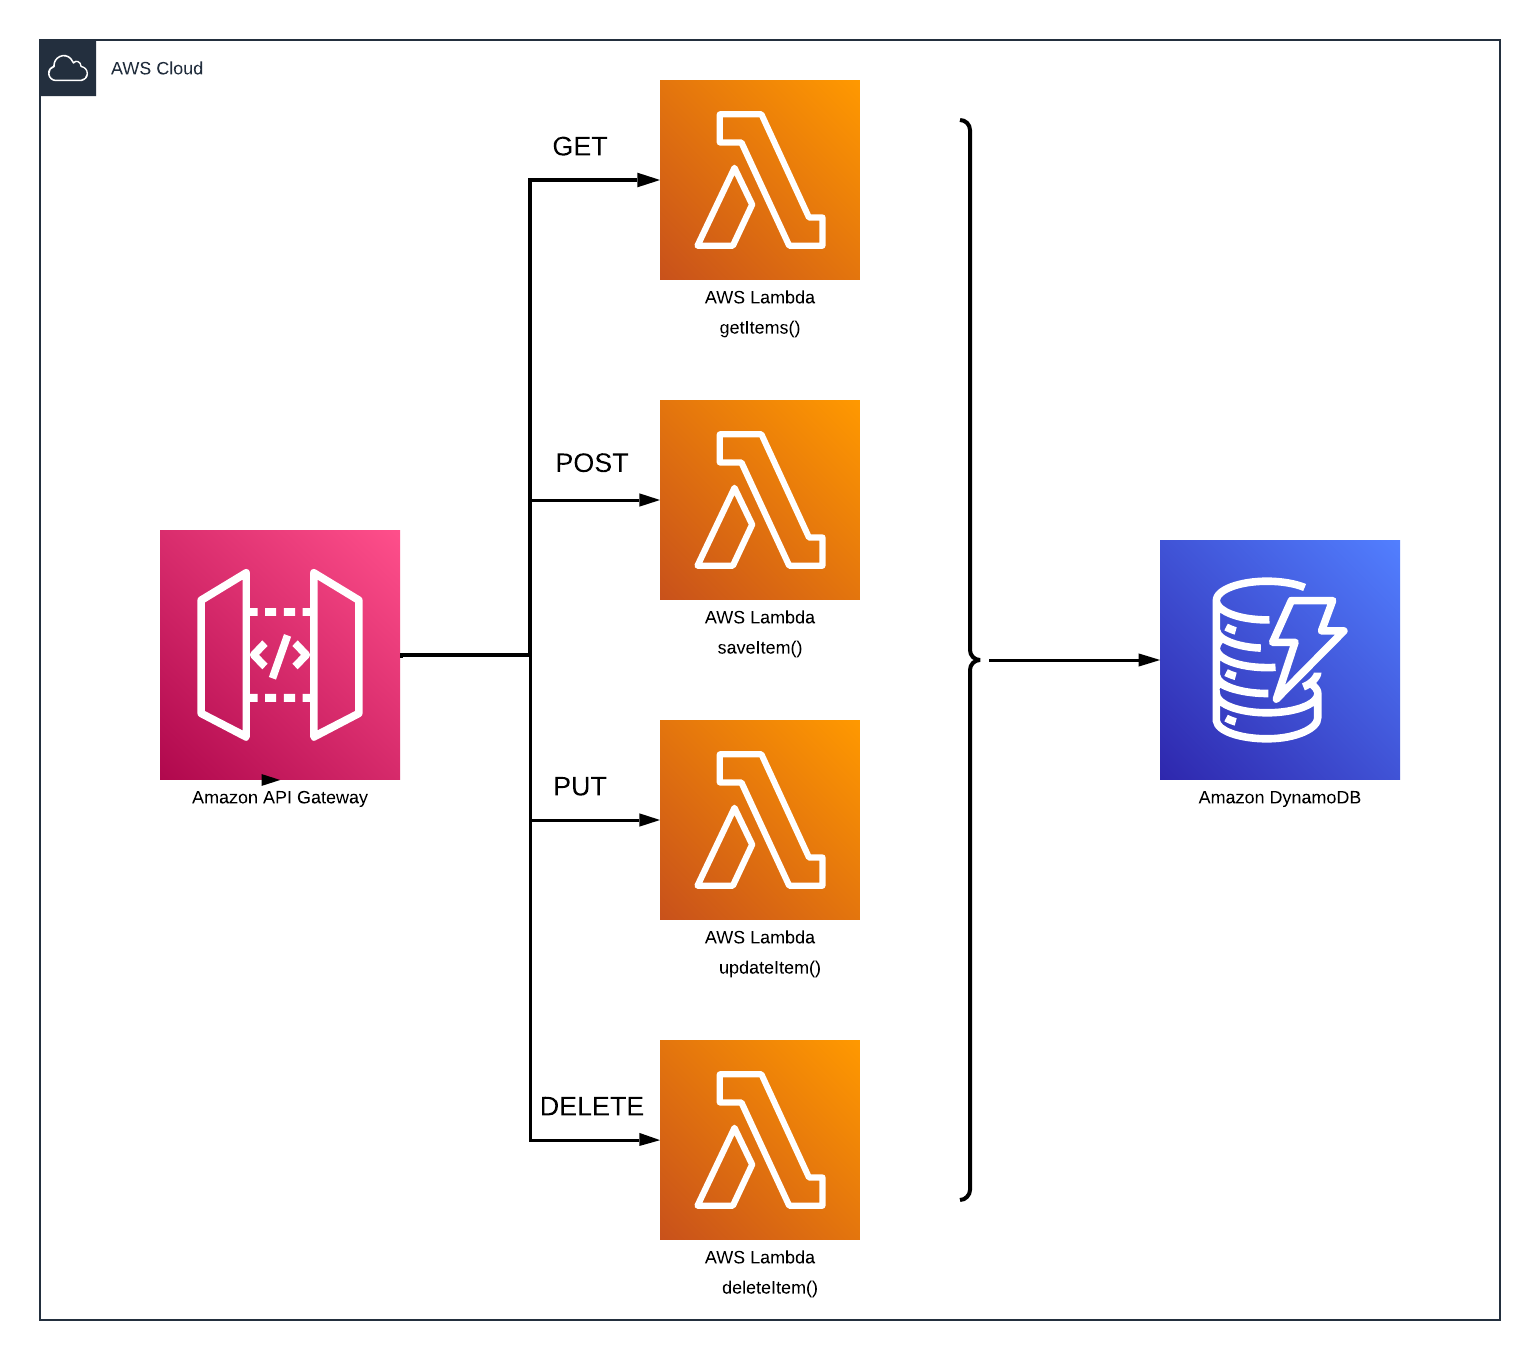 AWS Cloud
GET
AWS Lambda
getItems()
POST
AWS Lambda
saveItem()
Amazon API Gateway
PUT
AWS Lambda
updateItem()
DELETE
AWS Lambda
deleteItem()
Amazon DynamoDB